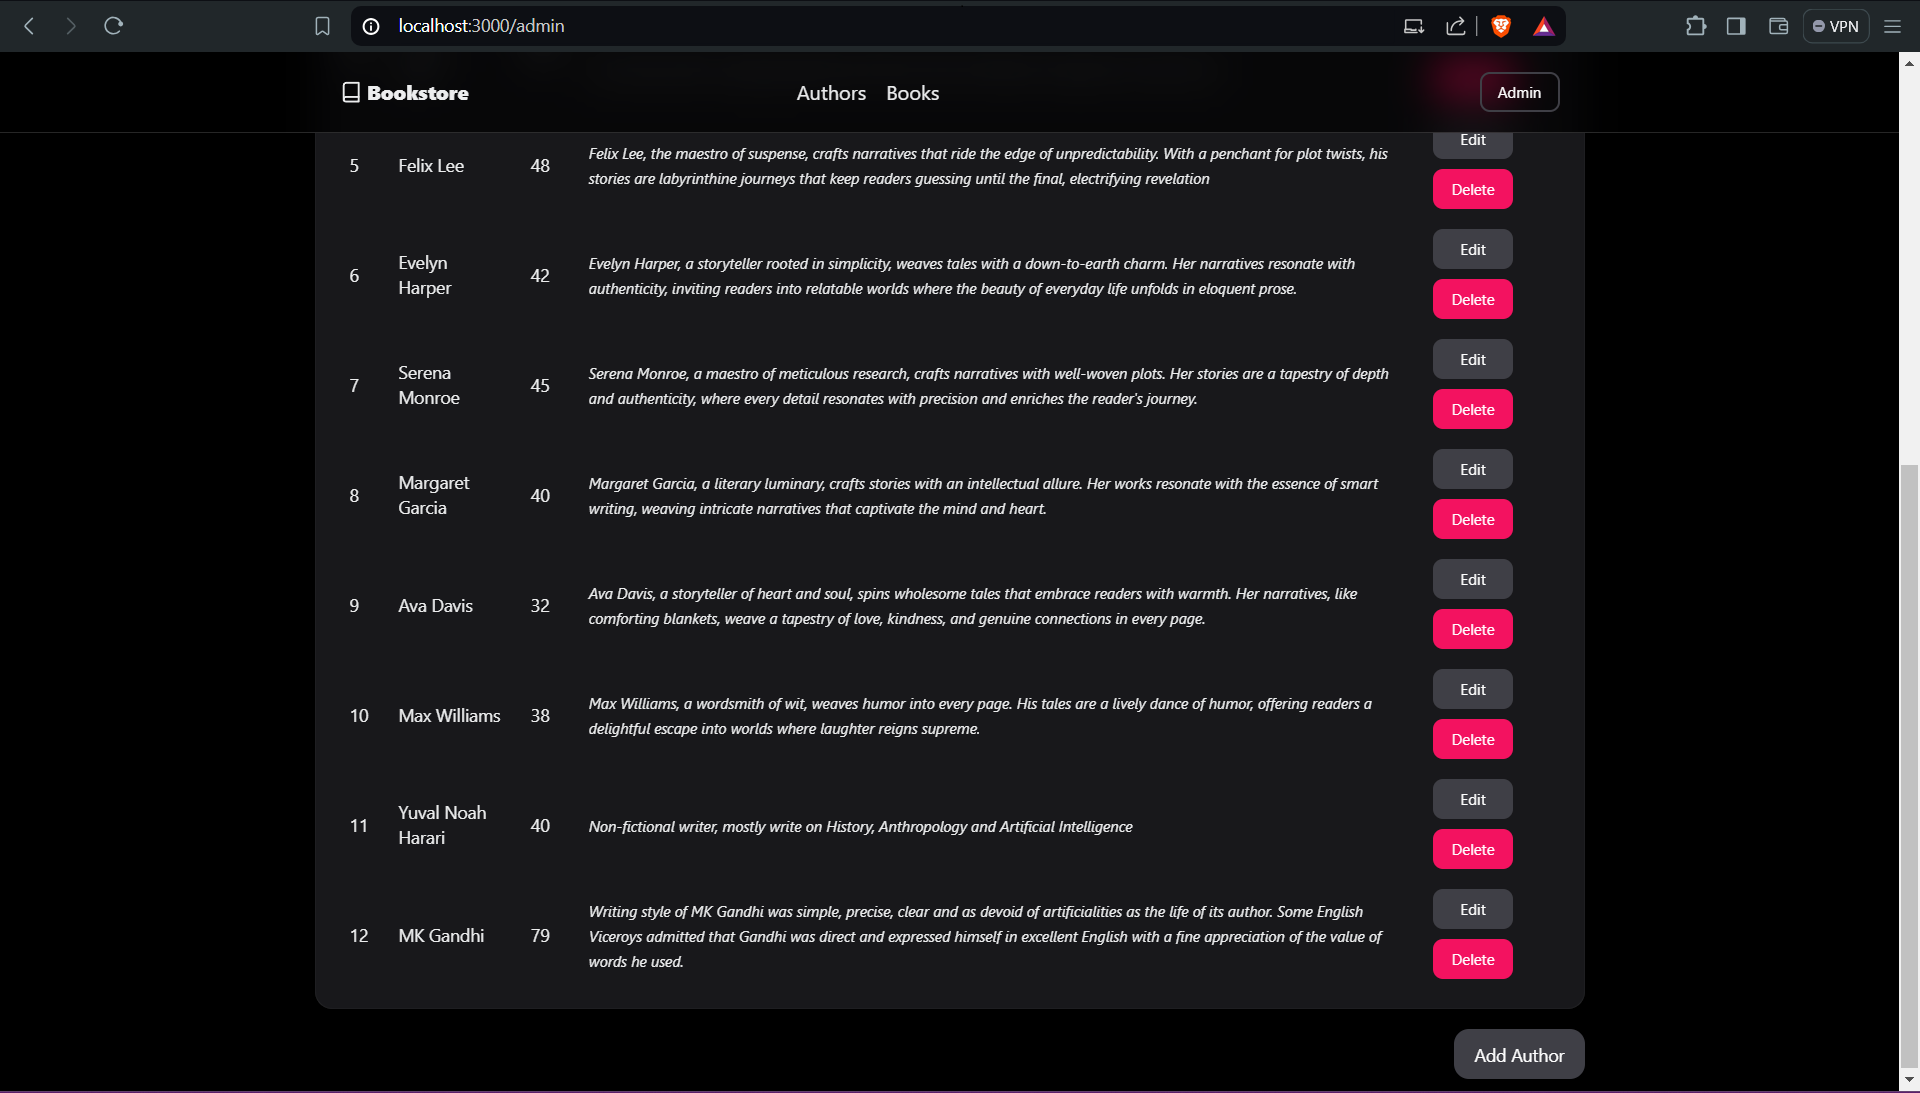 localhost:3000/admin
VPN
Bookstore
Authors Books
Admin
5 Felix Lee 48
Felix Lee, the maestro of suspense, crafts narratives that ride the edge of unpredictability. With a penchant for plot twists, his
stories are labyrinthine journeys that keep readers guessing until the final, electrifying revelation
Edit
Delete
6 Evelyn
Harper
42
Evelyn Harper, a storyteller rooted in simplicity, weaves tales with a down-to-earth charm. Her narratives resonate with
authenticity, inviting readers into relatable worlds where the beauty of everyday life unfolds in eloquent prose.
Edit
Delete
7 Serena
Monroe
45
Serena Monroe, a maestro of meticulous research, crafts narratives with well-woven plots. Her stories are a tapestry of depth
and authenticity, where every detail resonates with precision and enriches the reader's journey.
Edit
Delete
8 Margaret
Garcia
40
Margaret Garcia, a literary luminary, crafts stories with an intellectual allure. Her works resonate with the essence of smart
writing, weaving intricate narratives that captivate the mind and heart.
Edit
Delete
9 Ava Davis 32
Ava Davis, a storyteller of heart and soul, spins wholesome tales that embrace readers with warmth. Her narratives, like
comforting blankets, weave a tapestry of love, kindness, and genuine connections in every page.
Edit
Delete
10 Max Williams 38
Max Williams, a wordsmith of wit, weaves humor into every page. His tales are a lively dance of humor, offering readers a
delightful escape into worlds where laughter reigns supreme.
Edit
Delete
11 Yuval Noah
Harari
40
Non-fictional writer, mostly write on History, Anthropology and Artificial Intelligence
Edit
Delete
12 MK Gandhi 79
Writing style of MK Gandhi was simple, precise, clear and as devoid of artificialities as the life of its author. Some English
Viceroys admitted that Gandhi was direct and expressed himself in excellent English with a fine appreciation of the value of
words he used.
Edit
Delete
Add Author